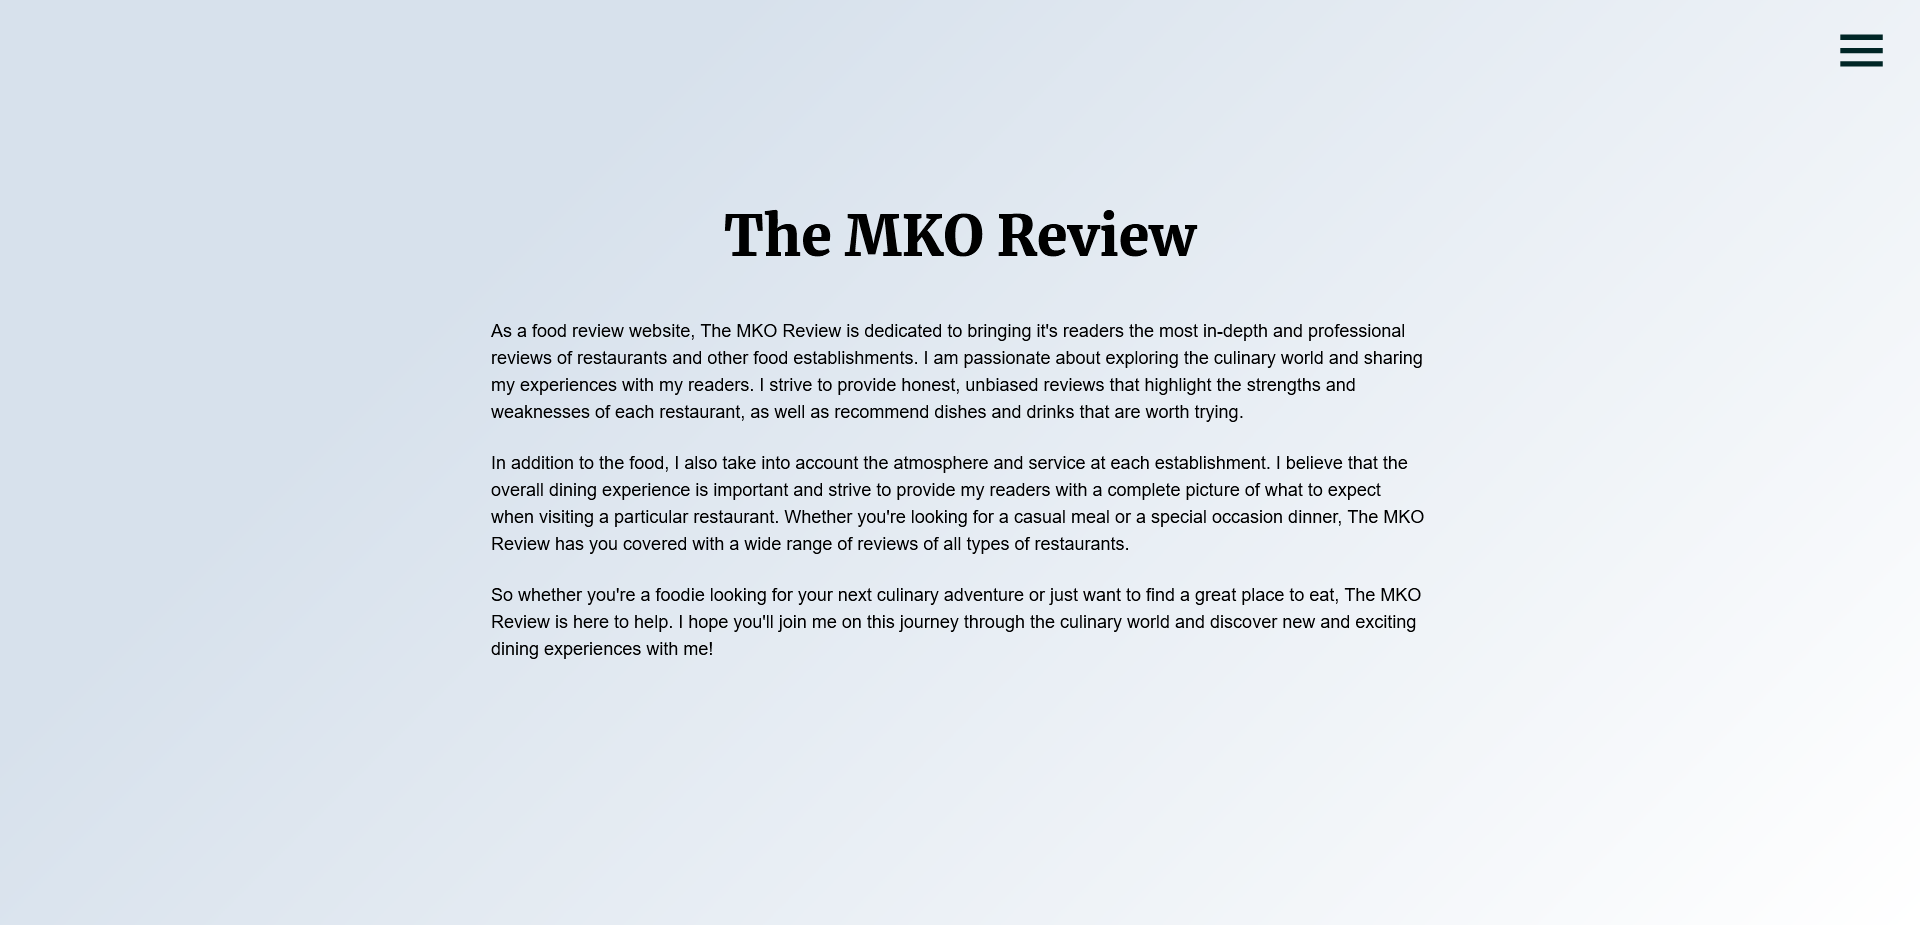 The MKO Review
As a food review website, The MKO Review is dedicated to bringing it's readers the most in-depth and professional
reviews of restaurants and other food establishments. I am passionate about exploring the culinary world and sharing
my experiences with my readers. I strive to provide honest, unbiased reviews that highlight the strengths and
weaknesses of each restaurant, as well as recommend dishes and drinks that are worth trying.
In addition to the food, I also take into account the atmosphere and service at each establishment. I believe that the
overall dining experience is important and strive to provide my readers with a complete picture of what to expect
when visiting a particular restaurant. Whether you're looking for a casual meal or a special occasion dinner, The MKO
Review has you covered with a wide range of reviews of all types of restaurants.
So whether you're a foodie looking for your next culinary adventure or just want to find a great place to eat, The MKO
Review is here to help. I hope you'll join me on this journey through the culinary world and discover new and exciting
dining experiences with me!